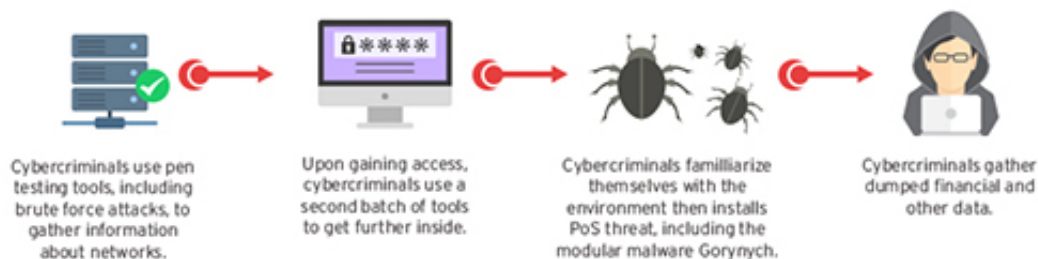 ****
Cybercriminals use pen
testing tools, including
brute force attacks, to
gather information
about networks.
Upon gaining access,
cybercriminals use a
second batch of tools
to get further inside.
Cybercriminals familliarize
themselves with the
environment then installs
PoS threat, including the
modular malware Gorynych.
Cybercriminals gather
dumped financial and
other data.